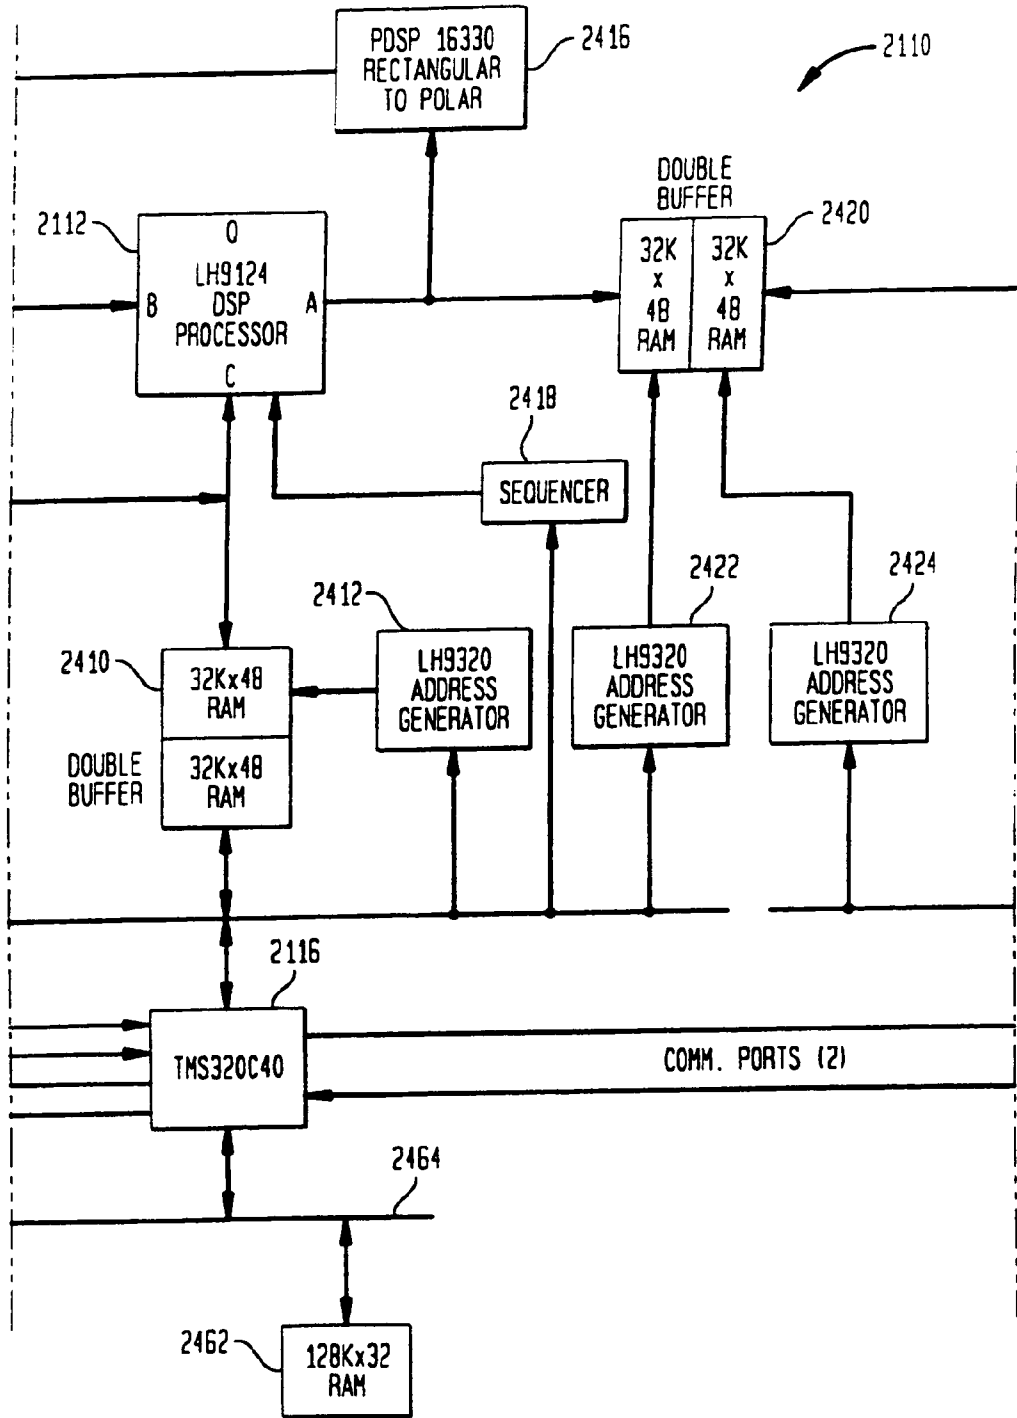 PDSP 16330
RECTANGULAR
TO POLAR
2416
2110
DOUBLE
BUFFER
2112
Q
LH9124
DSP
PROCESSOR
B
A
C
2420
32K
x
48
RAM
32K
x
48
RAM
2418
SEQUENCER
2412
2422
2424
2410
32Kx48
RAM
LH9320
ADDRESS
GENERATOR
LH9320
ADDRESS
GENERATOR
LH9320
ADDRESS
GENERATOR
DOUBLE
BUFFER
32Kx48
RAM
2116
TMS320C40
COMM. PORTS (2)
2464
2462
128Kx32
RAM